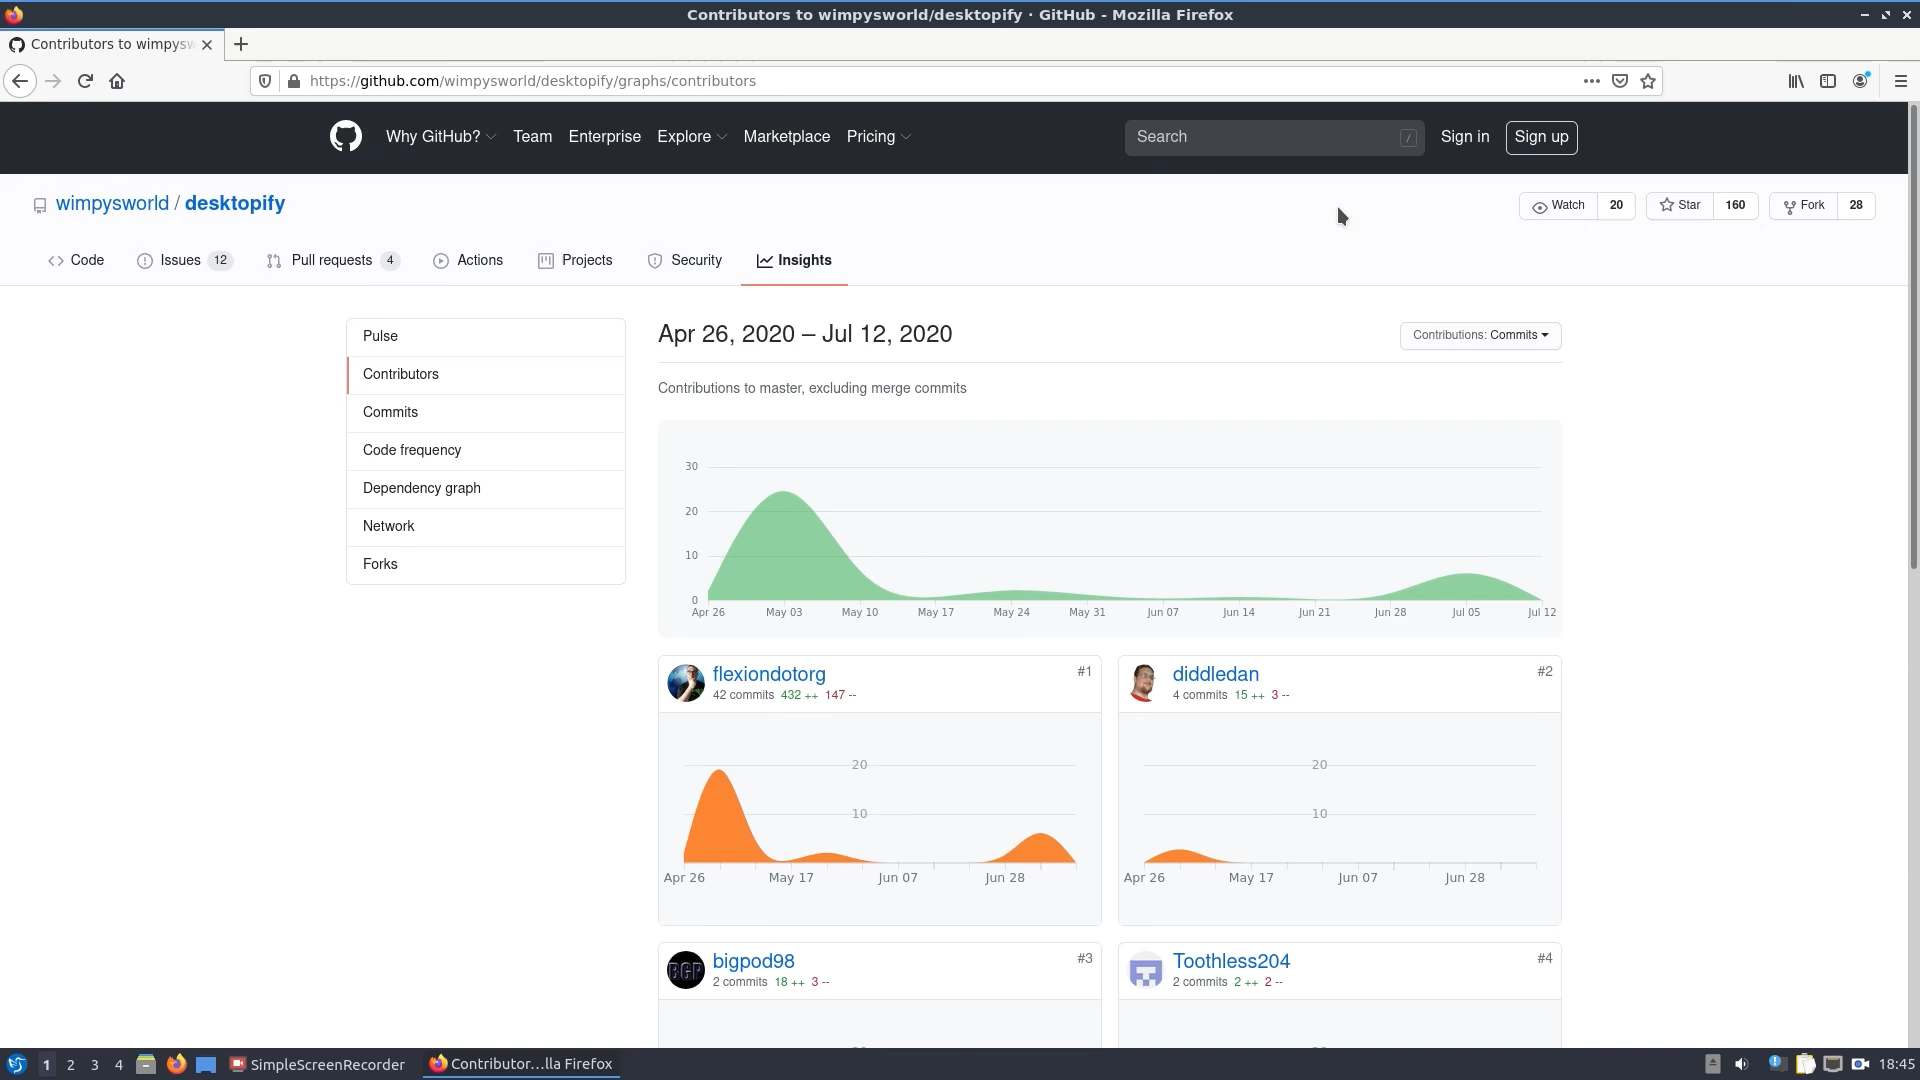 Contributors to wimpysworld/desktopify · GitHub - Mozilla Firefox
Contributors to wimpysw
https://github.com/wimpysworld/desktopify/graphs/contributors
Why GitHub? Team Enterprise Explore Marketplace Pricing Search / Sign in Sign up
wimpysworld / desktopify Watch 20 Star 160 Fork 28
Code Issues 12 Pull requests 4 Actions Projects Security Insights
Pulse
Contributors
Commits
Code frequency
Dependency graph
Network
Forks
Apr 26, 2020 – Jul 12, 2020 Contributions: Commits
Contributions to master, excluding merge commits
30
20
10
0
Apr 26 May 03 May 10 May 17 May 24 May 31 Jun 07 Jun 14 Jun 21 Jun 28 Jul 05 Jul 12
flexiondotorg #1
42 commits 432 ++ 147 --
20
10
Apr 26 May 17 Jun 07 Jun 28
diddledan #2
4 commits 15 ++ 3 --
20
10
Apr 26 May 17 Jun 07 Jun 28
BGP
bigpod98 #3
2 commits 18 ++ 3 --
Toothless204 #4
2 commits 2 ++ 2 --
1 2 3 4 SimpleScreenRecorder Contributor...lla Firefox 18:45